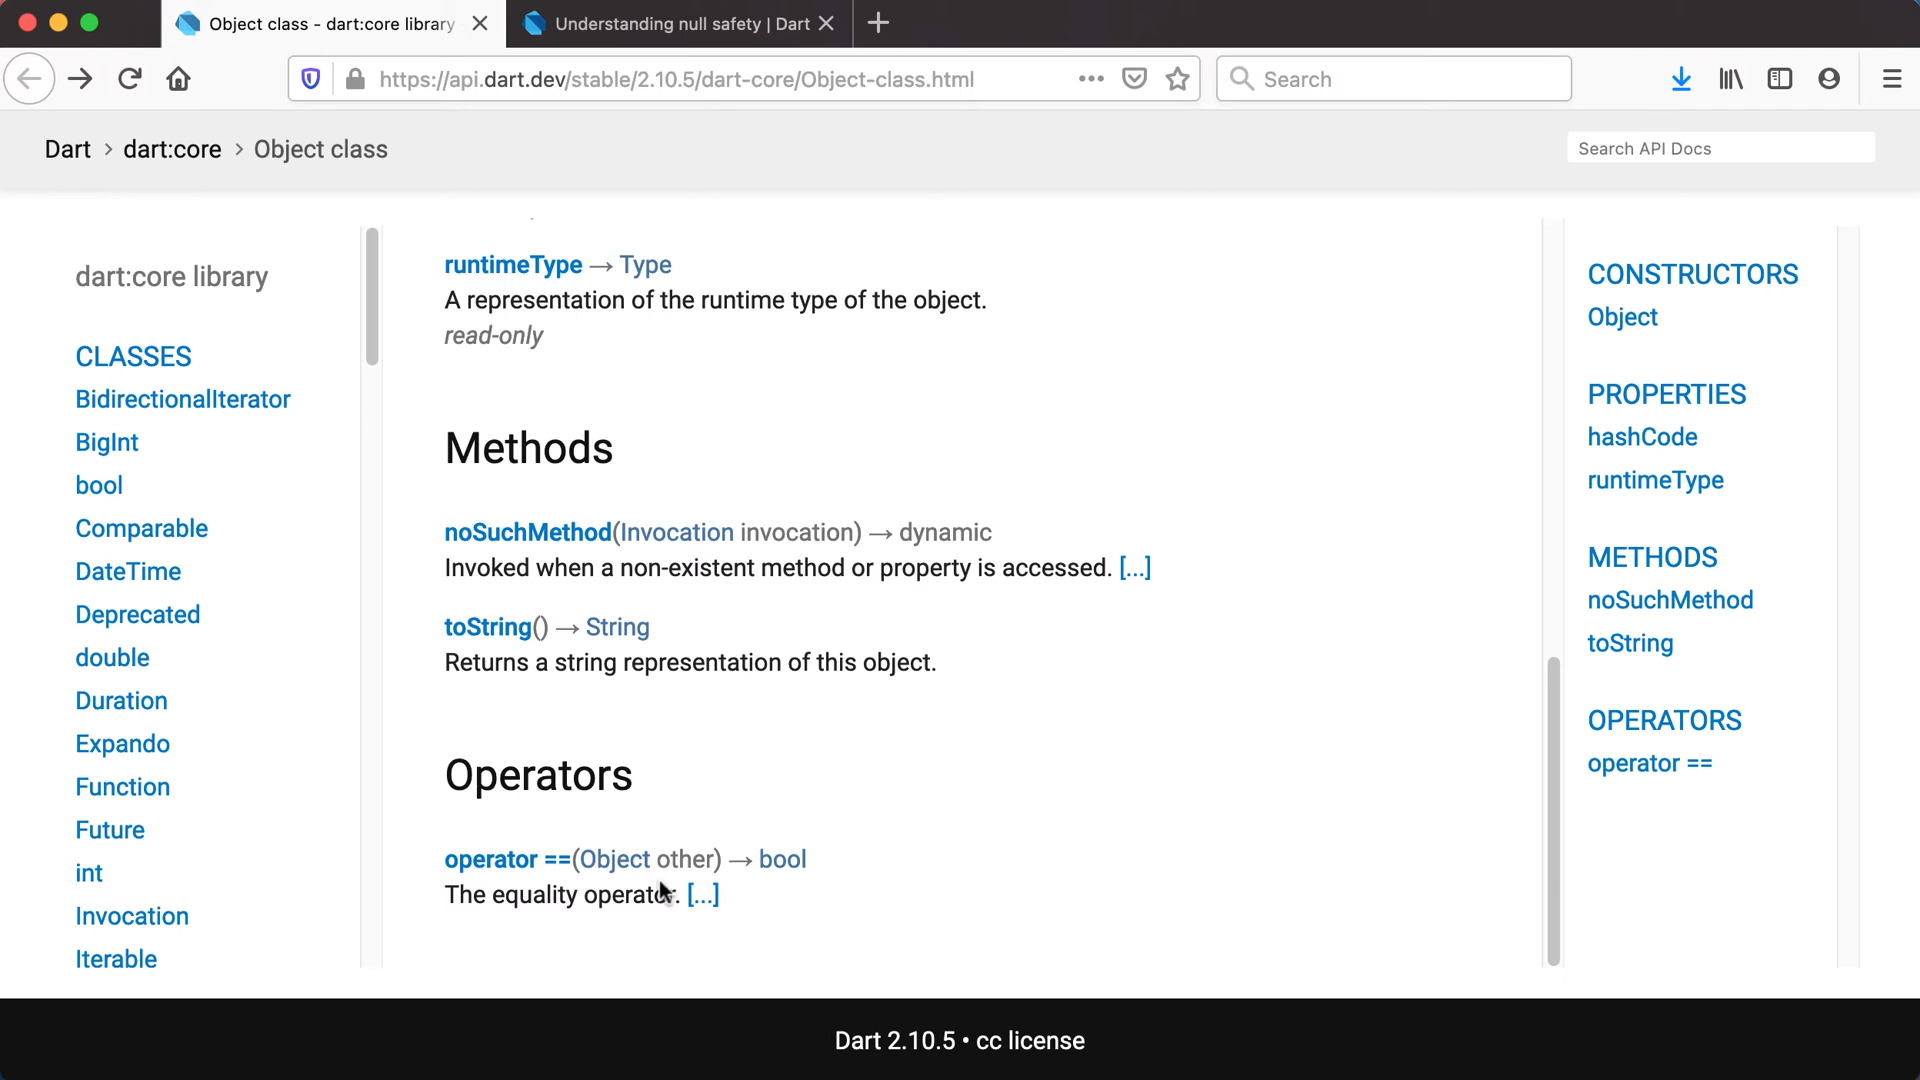 Object class - dart:core library
Understanding null safety | Dart
https://api.dart.dev/stable/2.10.5/dart-core/Object-class.html
Search
Dart > dart:core > Object class
Search API Docs
dart:core library
CLASSES
BidirectionalIterator
BigInt
bool
Comparable
DateTime
Deprecated
double
Duration
Expando
Function
Future
int
Invocation
Iterable
runtimeType → Type
A representation of the runtime type of the object.
read-only
Methods
noSuchMethod(Invocation invocation) → dynamic
Invoked when a non-existent method or property is accessed. [...]
toString() → String
Returns a string representation of this object.
Operators
operator ==(Object other) → bool
The equality operator. [...]
CONSTRUCTORS
Object
PROPERTIES
hashCode
runtimeType
METHODS
noSuchMethod
toString
OPERATORS
operator ==
Dart 2.10.5 • cc license